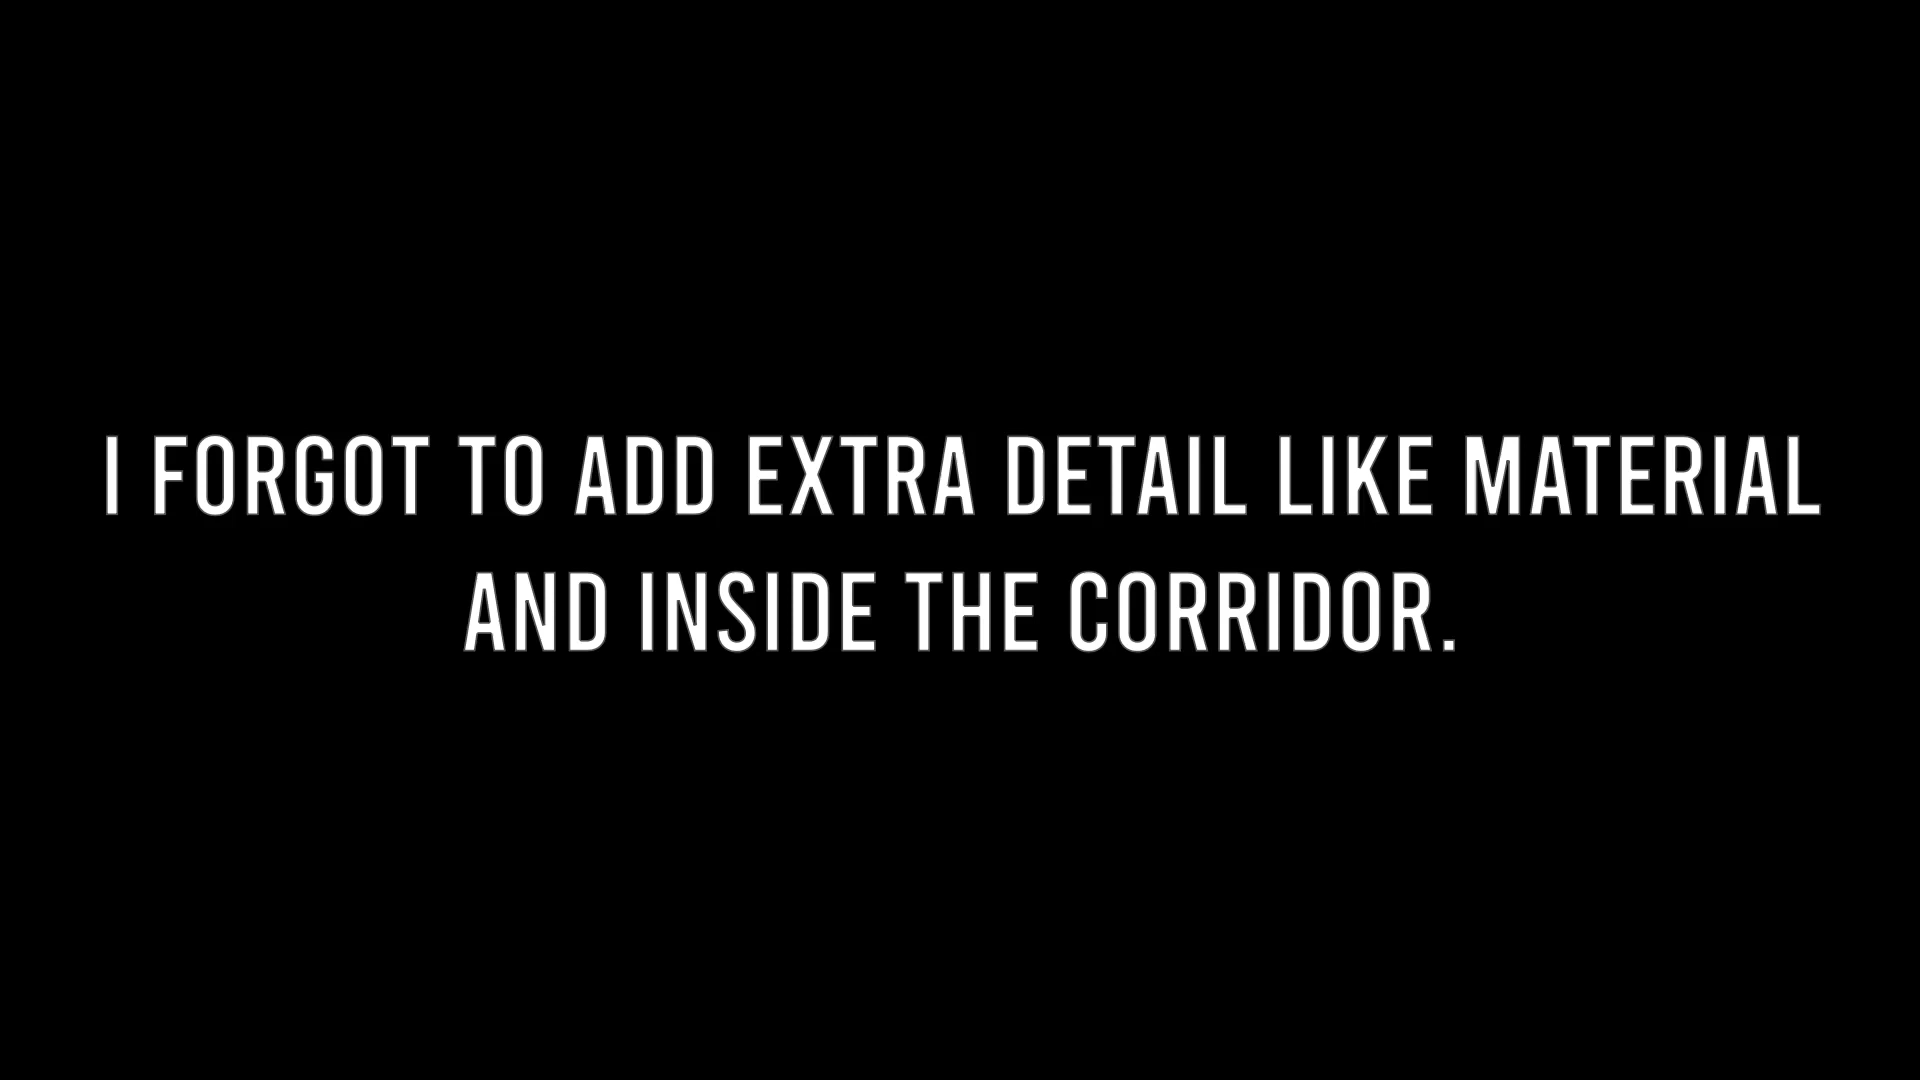 I FORGOT TO ADD EXTRA DETAIL LIKE MATERIAL
AND INSIDE THE CORRIDOR.